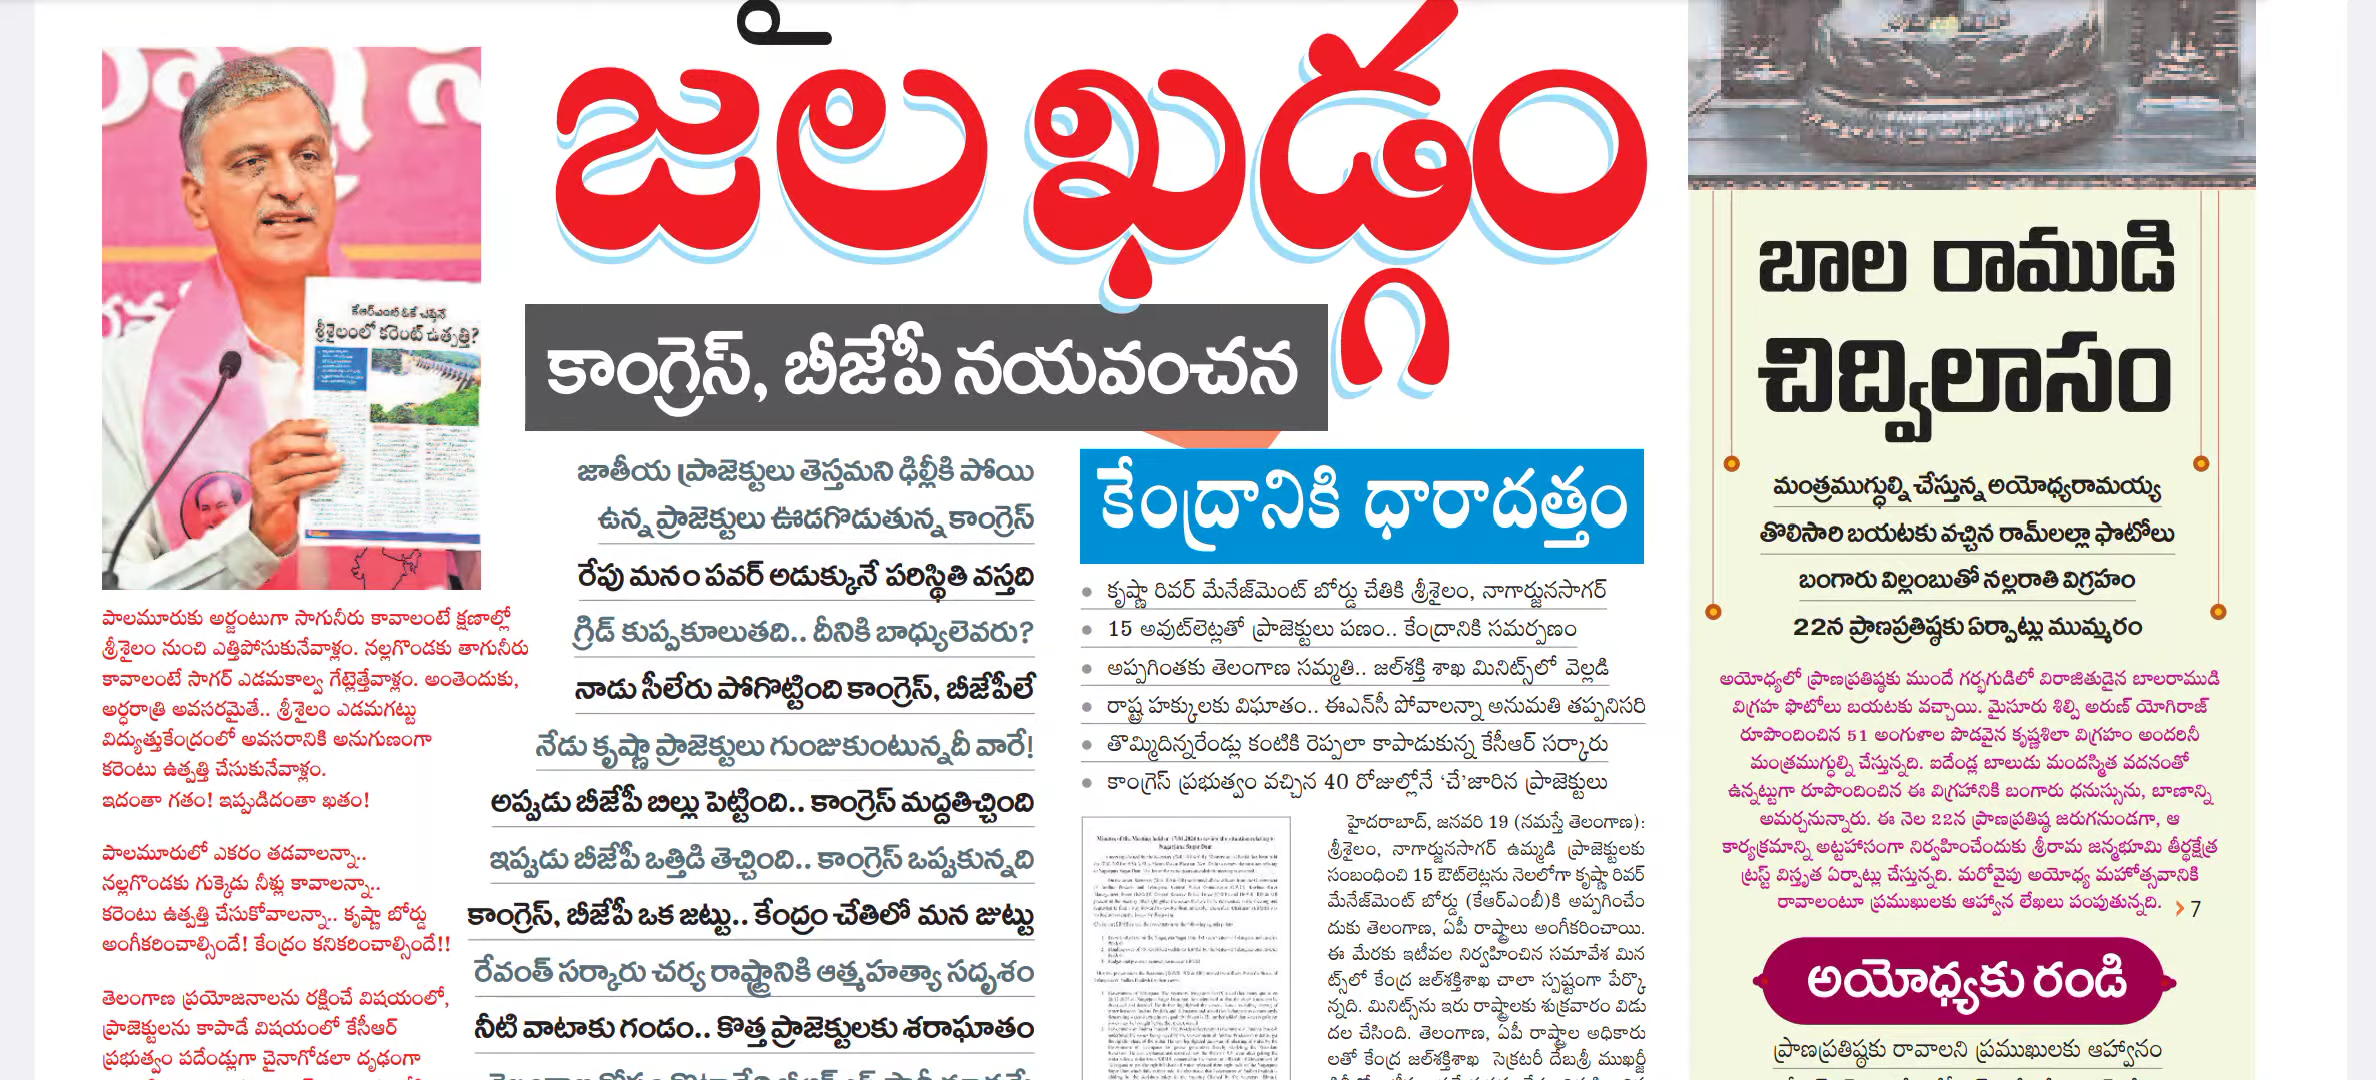 జల ఖడ్గం
కాంగ్రెస్, బీజేపీ నయవంచన
కేఆర్ఎంబీ ఓకే చెప్తేనే
శ్రీశైలంలో కరెంట్ ఉత్పత్తి?
పాలమూరుకు అర్జంటుగా సాగునీరు కావాలంటే క్షణాల్లో
శ్రీశైలం నుంచి ఎత్తిపోసుకునేవాళ్లం. నల్లగొండకు తాగునీరు
కావాలంటే సాగర్ ఎడమకాల్వ గేట్లెత్తేవాళ్లం. అంతెందుకు,
అర్ధరాత్రి అవసరమైతే.. శ్రీశైలం ఎడమగట్టు
విద్యుత్తుకేంద్రంలో అవసరానికి అనుగుణంగా
కరెంటు ఉత్పత్తి చేసుకునేవాళ్లం.
ఇదంతా గతం! ఇప్పుడిదంతా ఖతం!
పాలమూరులో ఎకరం తడవాలన్నా..
నల్లగొండకు గుక్కెడు నీళ్లు కావాలన్నా..
కరెంటు ఉత్పత్తి చేసుకోవాలన్నా.. కృష్ణా బోర్డు
అంగీకరించాల్సిందే! కేంద్రం కనికరించాల్సిందే!!
తెలంగాణ ప్రయోజనాలను రక్షించే విషయంలో,
ప్రాజెక్టులను కాపాడే విషయంలో కేసీఆర్
ప్రభుత్వం పదేండ్లుగా చైనాగోడలా దృఢంగా
జాతీయ ప్రాజెక్టులు తెస్తమని ఢిల్లీకి పోయి
ఉన్న ప్రాజెక్టులు ఊడగొడుతున్న కాంగ్రెస్
రేపు మనం పవర్ అడుక్కునే పరిస్థితి వస్తది
గ్రిడ్ కుప్పకూలుతది.. దీనికి బాధ్యులెవరు?
నాడు సీలేరు పోగొట్టింది కాంగ్రెస్, బీజేపీలే
నేడు కృష్ణా ప్రాజెక్టులు గుంజుకుంటున్నదీ వారే!
అప్పుడు బీజేపీ బిల్లు పెట్టింది.. కాంగ్రెస్ మద్దతిచ్చింది
ఇప్పుడు బీజేపీ ఒత్తిడి తెచ్చింది.. కాంగ్రెస్ ఒప్పుకున్నది
కాంగ్రెస్, బీజేపీ ఒక జట్టు.. కేంద్రం చేతిలో మన జుట్టు
రేవంత్ సర్కారు చర్య రాష్ట్రానికి ఆత్మహత్యా సదృశం
నీటి వాటాకు గండం.. కొత్త ప్రాజెక్టులకు శరాఘాతం
కేంద్రానికి ధారాదత్తం
• కృష్ణా రివర్ మేనేజ్‌మెంట్ బోర్డు చేతికి శ్రీశైలం, నాగార్జునసాగర్
• 15 అవుట్‌లెట్లతో ప్రాజెక్టులు పణం.. కేంద్రానికి సమర్పణం
• అప్పగింతకు తెలంగాణ సమ్మతి.. జల్‌శక్తి శాఖ మినిట్స్‌లో వెల్లడి
• రాష్ట్ర హక్కులకు విఘాతం.. ఈఎన్‌సీ పోవాలన్నా అనుమతి తప్పనిసరి
• తొమ్మిదిన్నరేండ్లు కంటికి రెప్పలా కాపాడుకున్న కేసీఆర్ సర్కారు
• కాంగ్రెస్ ప్రభుత్వం వచ్చిన 40 రోజుల్లోనే ‘చే’జారిన ప్రాజెక్టులు
హైదరాబాద్, జనవరి 19 (నమస్తే తెలంగాణ):
శ్రీశైలం, నాగార్జునసాగర్ ఉమ్మడి ప్రాజెక్టులకు
సంబంధించి 15 ఔట్‌లెట్లను నెలలోగా కృష్ణా రివర్
మేనేజ్‌మెంట్ బోర్డు (కేఆర్‌ఎంబీ)కి అప్పగించేం
దుకు తెలంగాణ, ఏపీ రాష్ట్రాలు అంగీకరించాయి.
ఈ మేరకు ఇటీవల నిర్వహించిన సమావేశ మిన
ట్స్‌లో కేంద్ర జల్‌శక్తిశాఖ చాలా స్పష్టంగా పేర్కొ
న్నది. మినిట్స్‌ను ఇరు రాష్ట్రాలకు శుక్రవారం విడు
దల చేసింది. తెలంగాణ, ఏపీ రాష్ట్రాల అధికారు
లతో కేంద్ర జల్‌శక్తిశాఖ సెక్రటరీ దేబశ్రీ ముఖర్జీ
బాల రాముడి
చిద్విలాసం
మంత్రముగ్ధుల్ని చేస్తున్న అయోధ్యరామయ్య
తొలిసారి బయటకు వచ్చిన రామ్‌లల్లా ఫొటోలు
బంగారు విల్లంబుతో నల్లరాతి విగ్రహం
22న ప్రాణప్రతిష్ఠకు ఏర్పాట్లు ముమ్మరం
అయోధ్యలో ప్రాణప్రతిష్ఠకు ముందే గర్భగుడిలో విరాజితుడైన బాలరాముడి
విగ్రహ ఫొటోలు బయటకు వచ్చాయి. మైసూరు శిల్పి అరుణ్ యోగిరాజ్
రూపొందించిన 51 అంగుళాల పొడవైన కృష్ణశిలా విగ్రహం అందరినీ
మంత్రముగ్ధుల్ని చేస్తున్నది. ఐదేండ్ల బాలుడు మందస్మిత వదనంతో
ఉన్నట్టుగా రూపొందించిన ఈ విగ్రహానికి బంగారు ధనుస్సును, బాణాన్ని
అమర్చనున్నారు. ఈ నెల 22న ప్రాణప్రతిష్ఠ జరుగనుండగా, ఆ
కార్యక్రమాన్ని అట్టహాసంగా నిర్వహించేందుకు శ్రీరామ జన్మభూమి తీర్థక్షేత్ర
ట్రస్ట్ విస్తృత ఏర్పాట్లు చేస్తున్నది. మరోవైపు అయోధ్య మహోత్సవానికి
రావాలంటూ ప్రముఖులకు ఆహ్వాన లేఖలు పంపుతున్నది. › 7
అయోధ్యకు రండి
ప్రాణప్రతిష్ఠకు రావాలని ప్రముఖులకు ఆహ్వానం